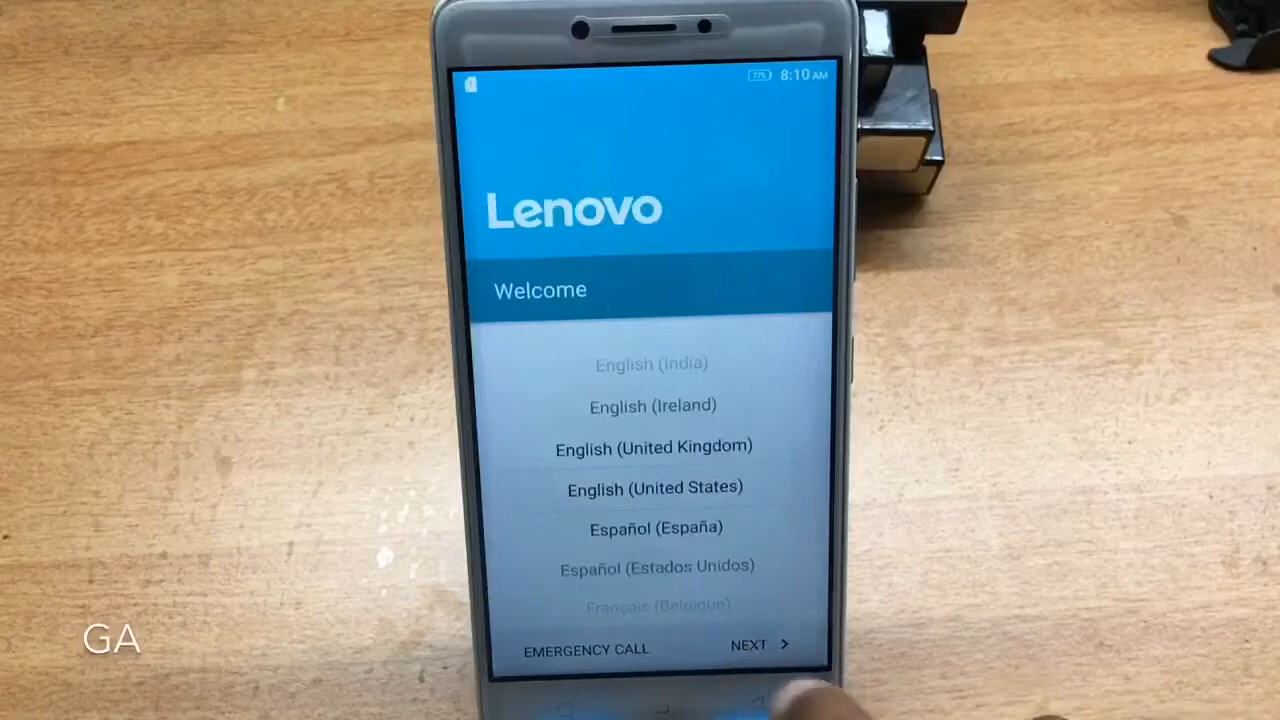 77% 8:10 AM
Lenovo
Welcome
English (India)
English (Ireland)
English (United Kingdom)
English (United States)
Español (España)
Español (Estados Unidos)
Français (Belgique)
EMERGENCY CALL NEXT >
GA